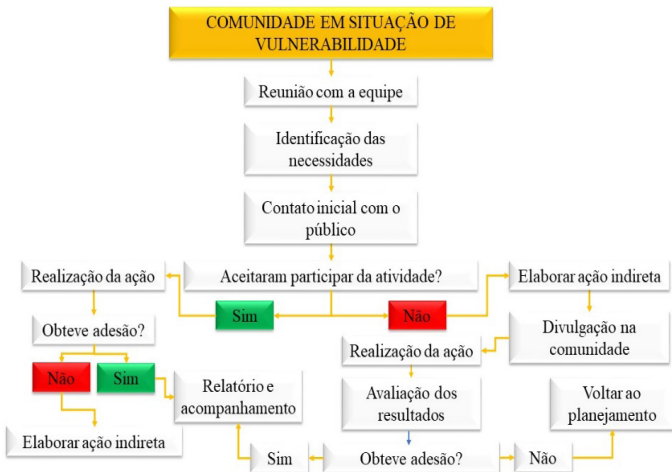 COMUNIDADE EM SITUAÇÃO DE
VULNERABILIDADE
Reunião com a equipe
Identificação das
necessidades
Contato inicial com o
público
Realização da ação
Aceitaram participar da atividade?
Elaborar ação indireta
Sim
Não
Obteve adesão?
Divulgação na
comunidade
Realização da ação
Não
Sim
Relatório e
acompanhamento
Avaliação dos
resultados
Voltar ao
planejamento
Elaborar ação indireta
Sim
Obteve adesão?
Não